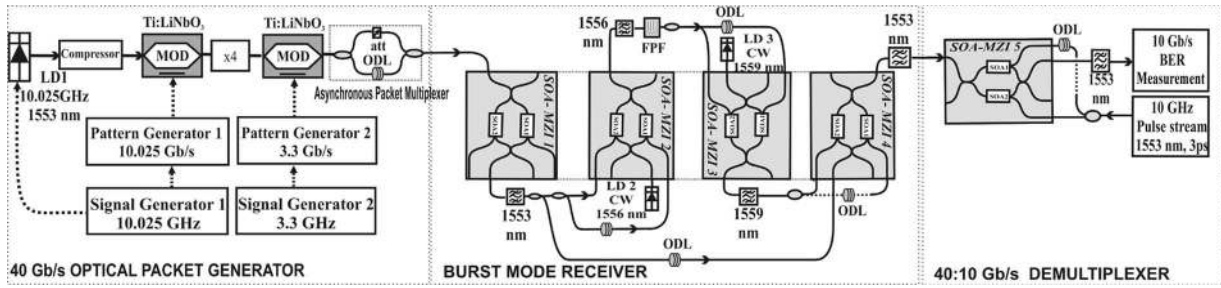 Ti:LiNbO3
Ti:LiNbO3
Compressor
MOD
x4
MOD
att
ODL
LD1
10.025GHz
1553 nm
Asynchronous Packet Multiplexer
Pattern Generator 1
10.025 Gb/s
Pattern Generator 2
3.3 Gb/s
Signal Generator 1
10.025 GHz
Signal Generator 2
3.3 GHz
40 Gb/s OPTICAL PACKET GENERATOR
1556
nm
FPF
ODL
LD 3
CW
1559 nm
1553
nm
SOA- MZI 1
SOA- MZI 2
SOA- MZI 3
SOA- MZI 4
LD 2
CW
1556 nm
1553
nm
1559
nm
ODL
ODL
ODL
BURST MODE RECEIVER
SOA-MZI 5
SOA1
SOA2
ODL
1553
nm
10 Gb/s
BER
Measurement
10 GHz
Pulse stream
1553 nm, 3ps
40:10 Gb/s DEMULTIPLEXER